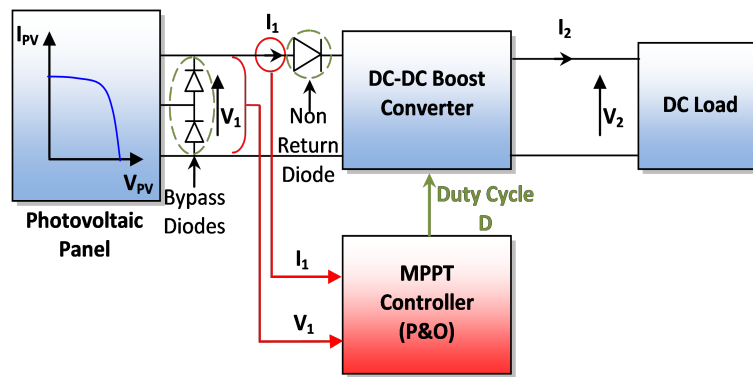 I_PV
V_PV
Photovoltaic
Panel
I₁
V₁
Bypass
Diodes
Non
Return
Diode
DC-DC Boost
Converter
I₂
V₂
DC Load
Duty Cycle
D
I₁
V₁
MPPT
Controller
(P&O)